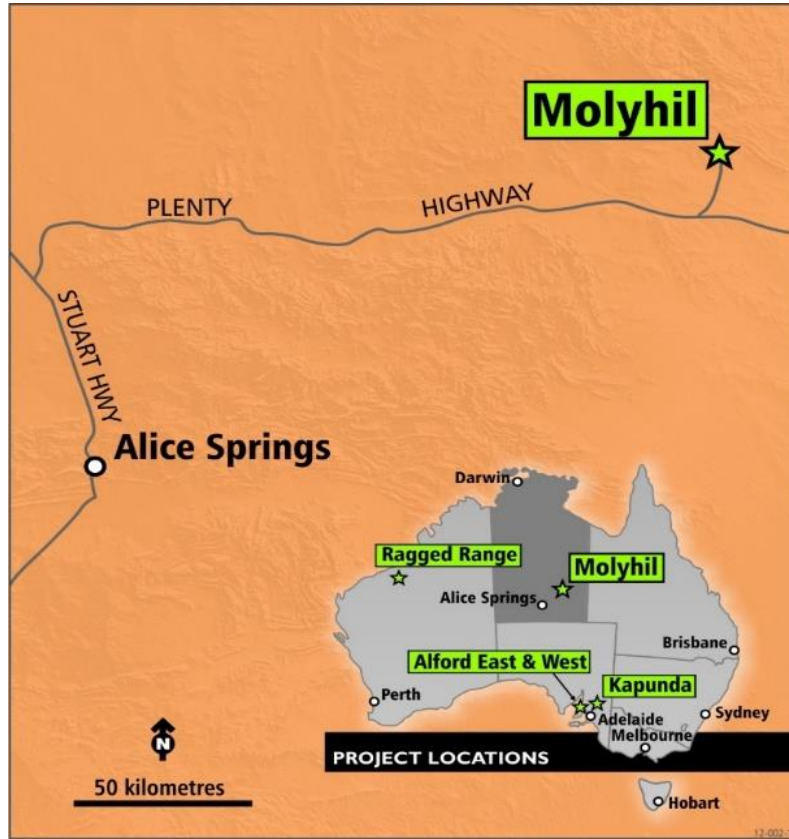 Molyhil
PLENTY
HIGHWAY
STUART HWY
Alice Springs
Darwin
Ragged Range
Molyhil
Alice Springs
Brisbane
Alford East & West
Kapunda
Perth
Adelaide
Sydney
Melbourne
PROJECT LOCATIONS
N
50 kilometres
Hobart